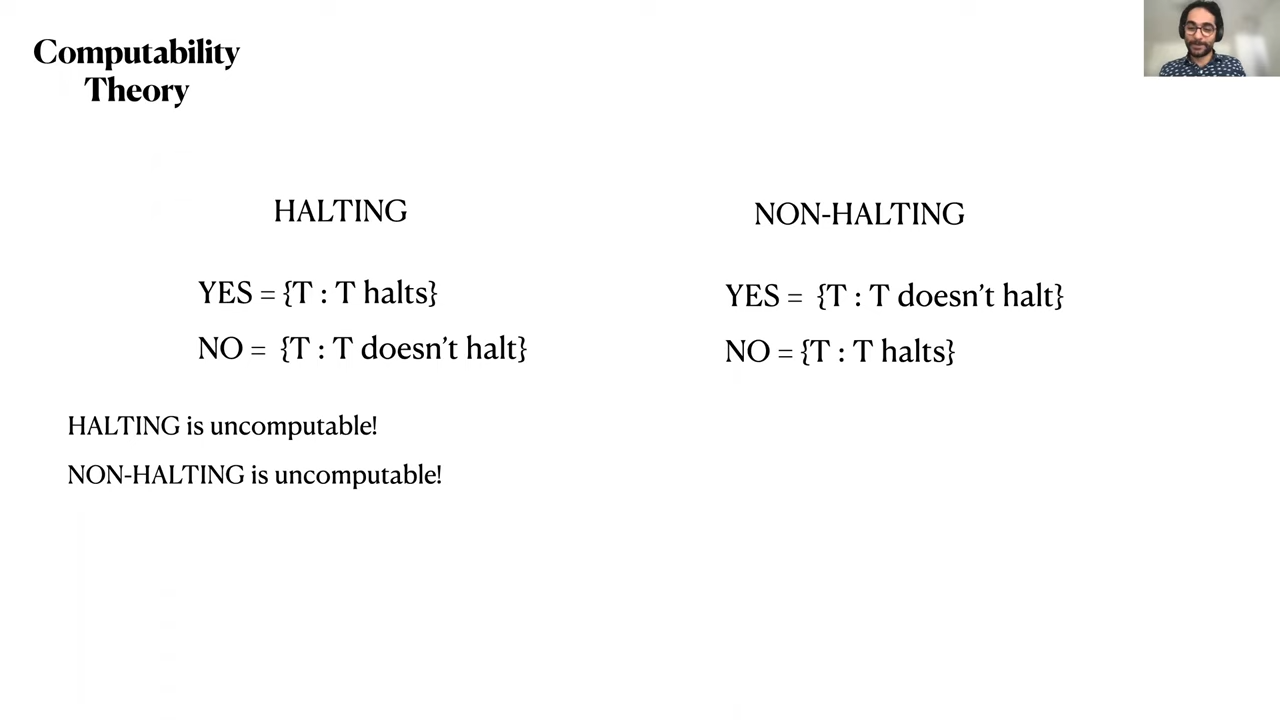 Computability
Theory
HALTING
YES = {T : T halts}
NO = {T : T doesn’t halt}
NON-HALTING
YES = {T : T doesn’t halt}
NO = {T : T halts}
HALTING is uncomputable!
NON-HALTING is uncomputable!